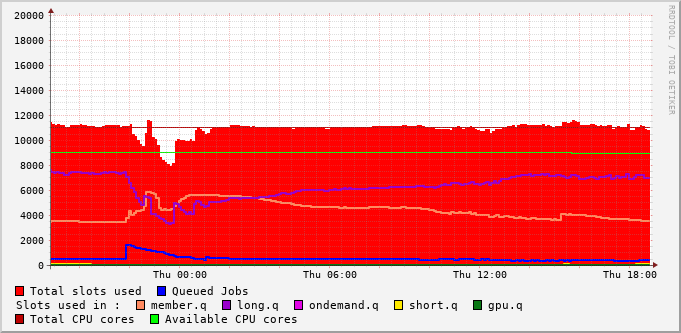 RRDTOOL / TOBI OETIKER
20000
18000
16000
14000
12000
10000
8000
6000
4000
2000
0
Thu 00:00 Thu 06:00 Thu 12:00 Thu 18:00
Total slots used Queued Jobs
Slots used in : member.q long.q ondemand.q short.q gpu.q
Total CPU cores Available CPU cores